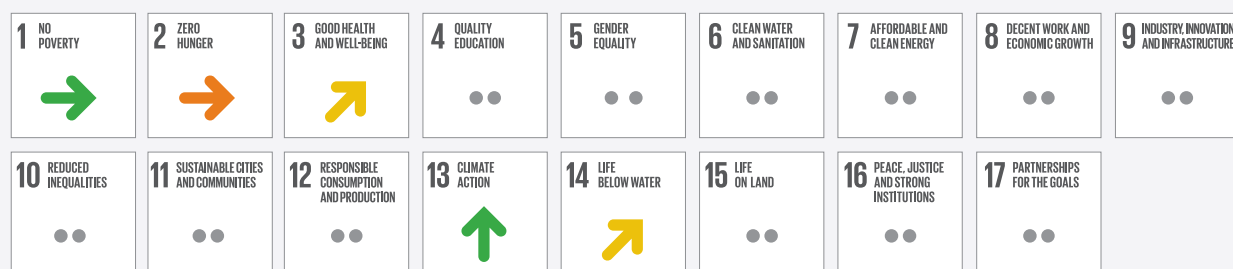 1 NO
POVERTY
2 ZERO
HUNGER
3 GOOD HEALTH
AND WELL-BEING
4 QUALITY
EDUCATION
5 GENDER
EQUALITY
6 CLEAN WATER
AND SANITATION
7 AFFORDABLE AND
CLEAN ENERGY
8 DECENT WORK AND
ECONOMIC GROWTH
9 INDUSTRY, INNOVATION
AND INFRASTRUCTURE
10 REDUCED
INEQUALITIES
11 SUSTAINABLE CITIES
AND COMMUNITIES
12 RESPONSIBLE
CONSUMPTION
AND PRODUCTION
13 CLIMATE
ACTION
14 LIFE
BELOW WATER
15 LIFE
ON LAND
16 PEACE, JUSTICE
AND STRONG
INSTITUTIONS
17 PARTNERSHIPS
FOR THE GOALS